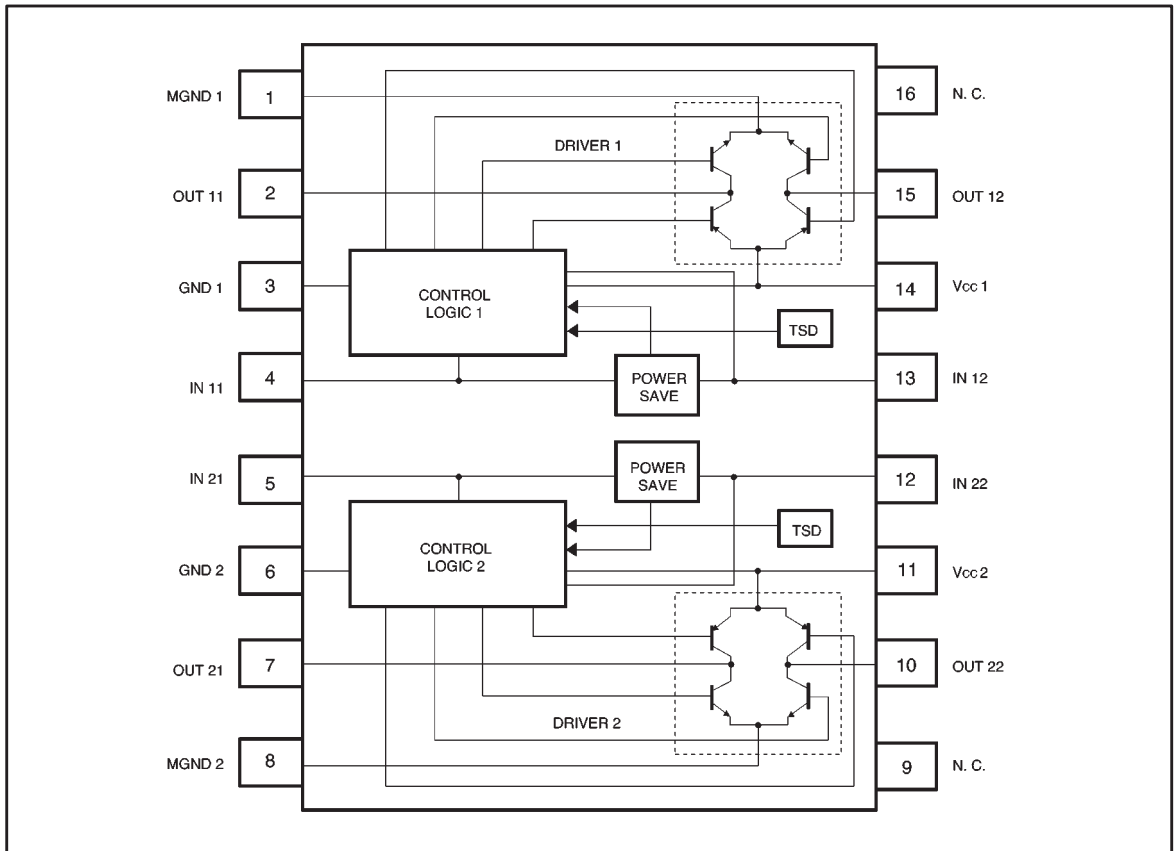 MGND 1
1
16
N. C.
DRIVER 1
OUT 11
2
15
OUT 12
GND 1
3
CONTROL
LOGIC 1
14
Vcc 1
TSD
IN 11
4
POWER
SAVE
13
IN 12
IN 21
5
POWER
SAVE
12
IN 22
TSD
GND 2
6
CONTROL
LOGIC 2
11
Vcc 2
OUT 21
7
10
OUT 22
DRIVER 2
MGND 2
8
9
N. C.